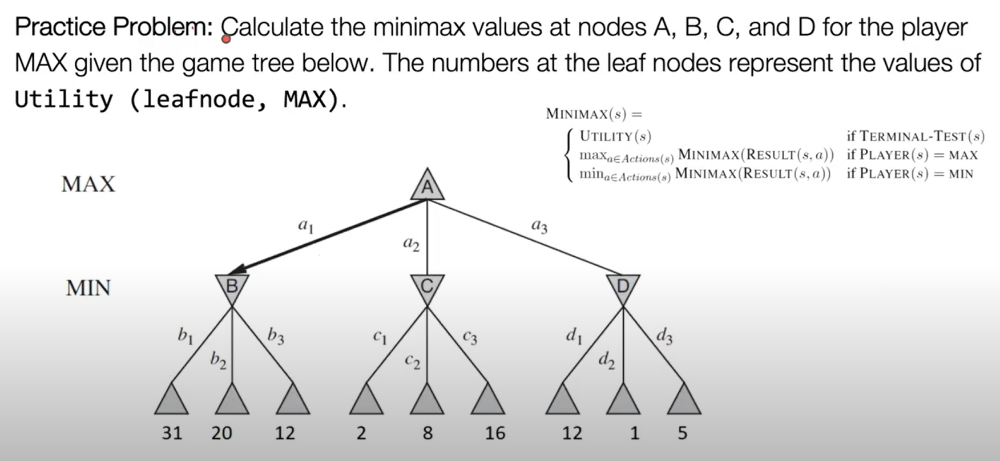 Practice Problem: Calculate the minimax values at nodes A, B, C, and D for the player
MAX given the game tree below. The numbers at the leaf nodes represent the values of
Utility (leafnode, MAX).
MINIMAX(s) =
UTILITY(s) if TERMINAL-TEST(s)
max a∈Actions(s) MINIMAX(RESULT(s, a)) if PLAYER(s) = MAX
min a∈Actions(s) MINIMAX(RESULT(s, a)) if PLAYER(s) = MIN
MAX A
a1 a2 a3
MIN B C D
b1 b2 b3 c1 c2 c3 d1 d2 d3
31 20 12 2 8 16 12 1 5